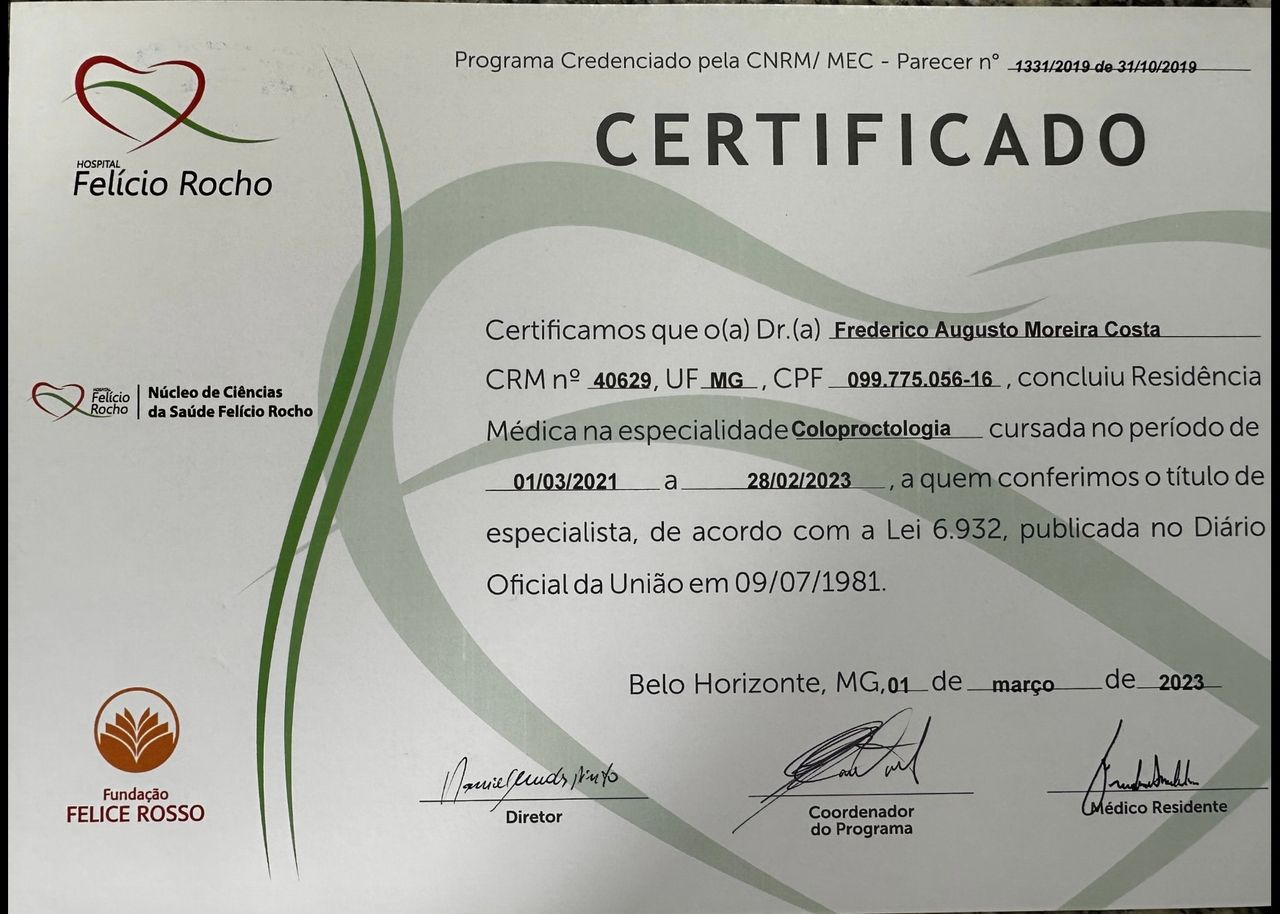 Programa Credenciado pela CNRM/ MEC - Parecer n° 1331/2019 de 31/10/2019
CERTIFICADO
HOSPITAL
Felício Rocho
Certificamos que o(a) Dr.(a) Frederico Augusto Moreira Costa
CRM nº 40629, UF MG, CPF 099.775.056-16, concluiu Residência
Médica na especialidade Coloproctologia cursada no período de
01/03/2021 a 28/02/2023, a quem conferimos o título de
especialista, de acordo com a Lei 6.932, publicada no Diário
Oficial da União em 09/07/1981.
HOSPITAL
Felício
Rocho
Núcleo de Ciências
da Saúde Felício Rocho
Belo Horizonte, MG, 01 de março de 2023
Fundação
FELICE ROSSO
Diretor
Coordenador
do Programa
Médico Residente